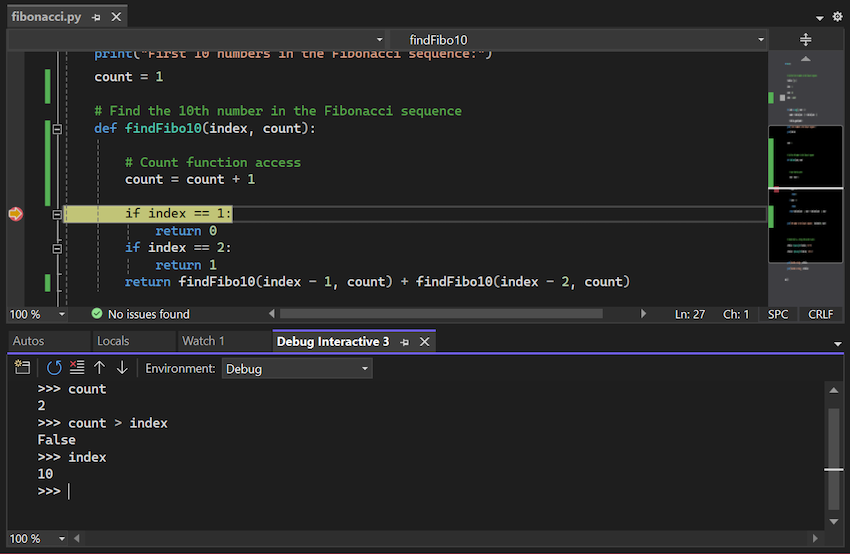 fibonacci.py
findFibo10
print("First 10 numbers in the Fibonacci sequence:")
count = 1
# Find the 10th number in the Fibonacci sequence
def findFibo10(index, count):
# Count function access
count = count + 1
if index == 1:
return 0
if index == 2:
return 1
return findFibo10(index - 1, count) + findFibo10(index - 2, count)
100 % No issues found Ln: 27 Ch: 1 SPC CRLF
Autos Locals Watch 1 Debug Interactive 3
Environment: Debug
>>> count
2
>>> count > index
False
>>> index
10
>>>
100 %